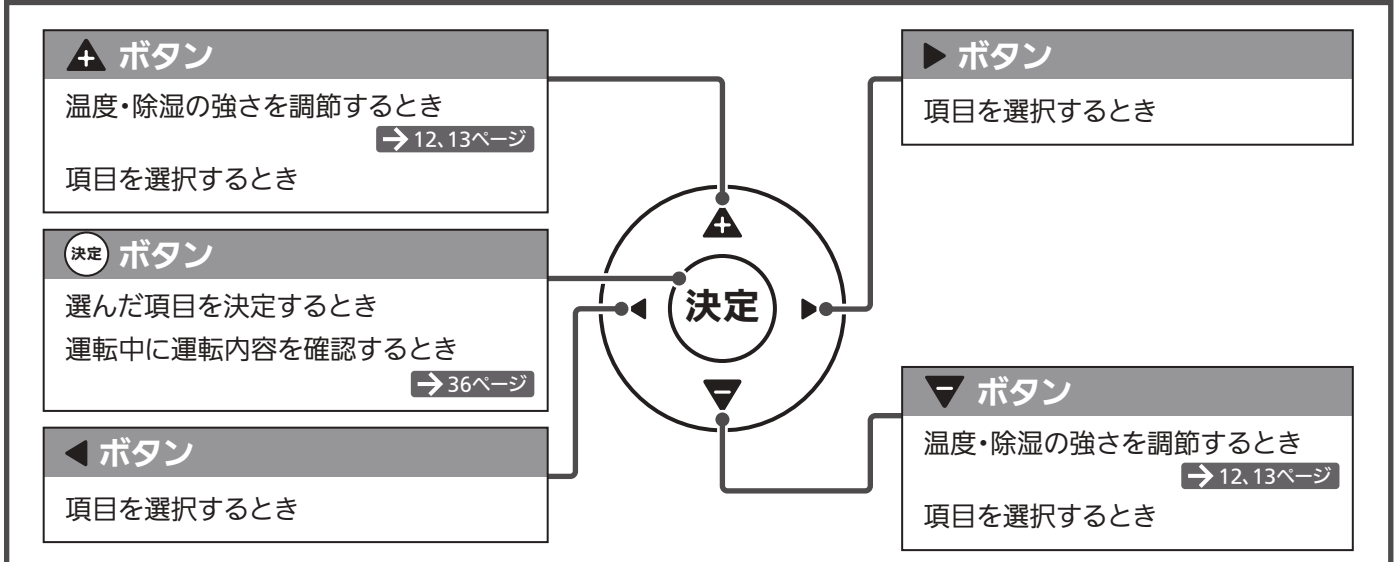 ▲+ ボタン
温度・除湿の強さを調節するとき
→12、13ページ
項目を選択するとき
決定 ボタン
選んだ項目を決定するとき
運転中に運転内容を確認するとき
→36ページ
◀ ボタン
項目を選択するとき
+
◀ 決定 ▶
−
▶ ボタン
項目を選択するとき
▼− ボタン
温度・除湿の強さを調節するとき
→12、13ページ
項目を選択するとき